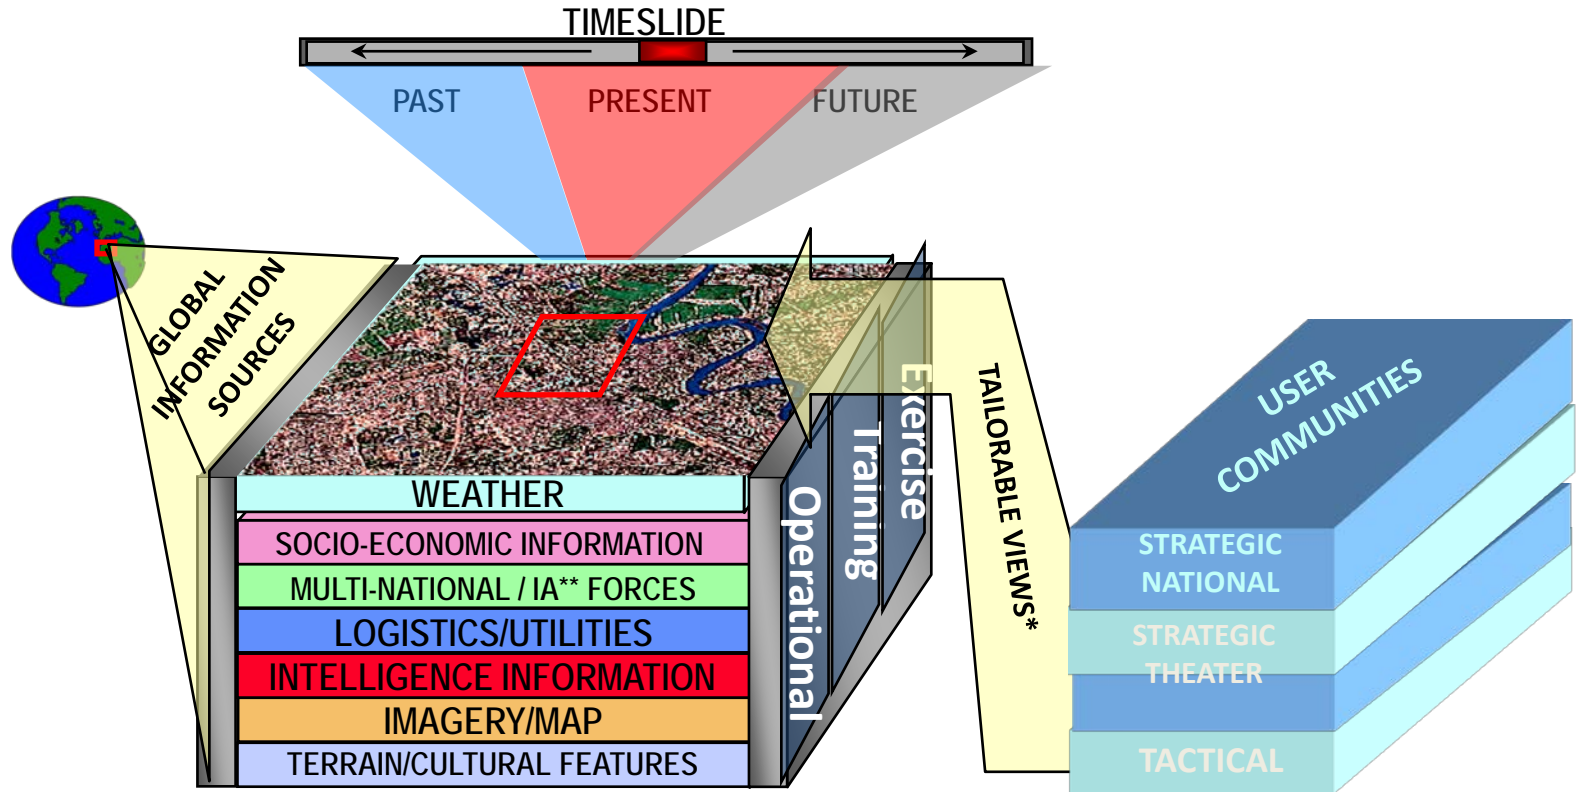 TIMESLIDE
PAST
PRESENT
FUTURE
GLOBAL
INFORMATION
SOURCES
WEATHER
SOCIO-ECONOMIC INFORMATION
MULTI-NATIONAL / IA** FORCES
LOGISTICS/UTILITIES
INTELLIGENCE INFORMATION
IMAGERY/MAP
TERRAIN/CULTURAL FEATURES
Operational
Training
Exercise
TAILORABLE VIEWS*
USER
COMMUNITIES
STRATEGIC
NATIONAL
STRATEGIC
THEATER
TACTICAL